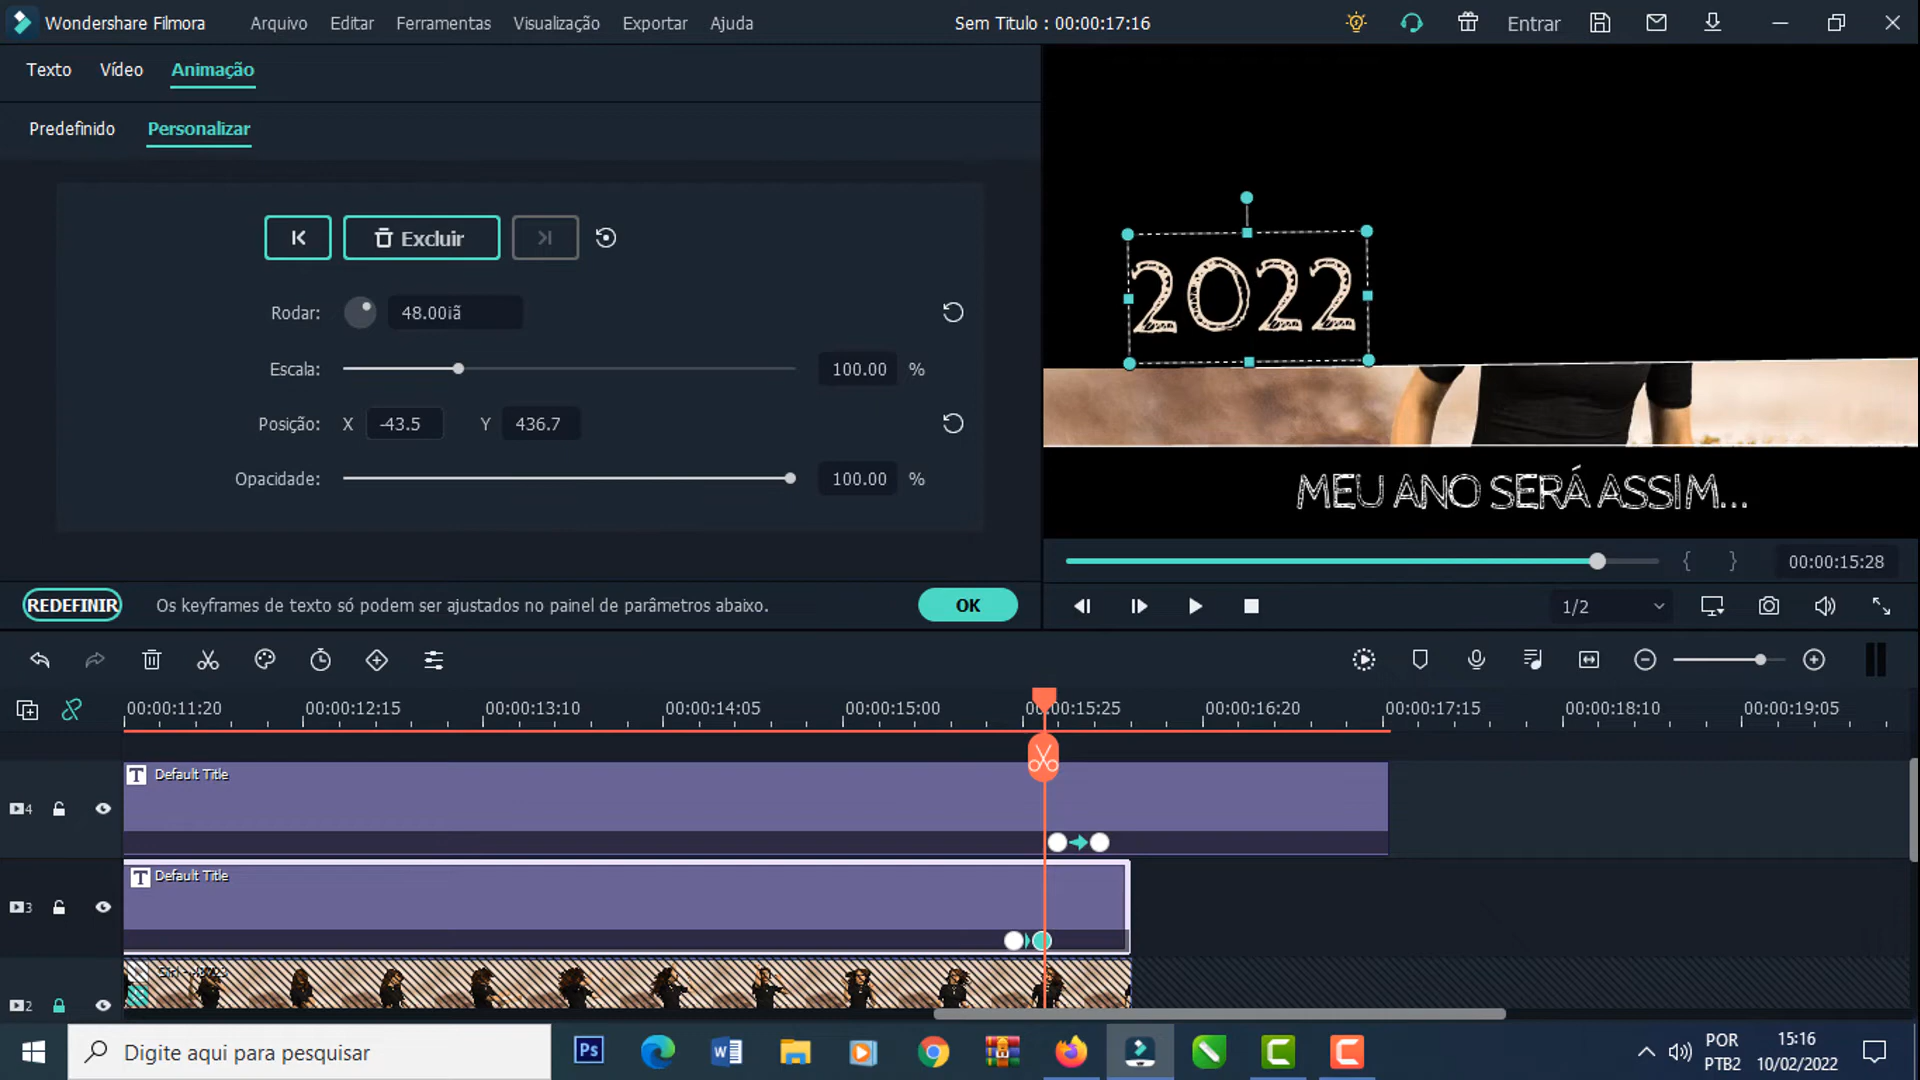 Wondershare Filmora Arquivo Editar Ferramentas Visualização Exportar Ajuda Sem Titulo : 00:00:17:16 Entrar
Texto Vídeo Animação
Predefinido Personalizar
Excluir
Rodar: 48.00iã
Escala: 100.00 %
Posição: X -43.5 Y 436.7
Opacidade: 100.00 %
REDEFINIR Os keyframes de texto só podem ser ajustados no painel de parâmetros abaixo. OK
2022
MEU ANO SERÁ ASSIM...
{ } 00:00:15:28
1/2
00:00:11:20 00:00:12:15 00:00:13:10 00:00:14:05 00:00:15:00 00:00:15:25 00:00:16:20 00:00:17:15 00:00:18:10 00:00:19:05
4 T Default Title
3 T Default Title
2
Digite aqui para pesquisar
Ps
POR
PTB2
15:16
10/02/2022